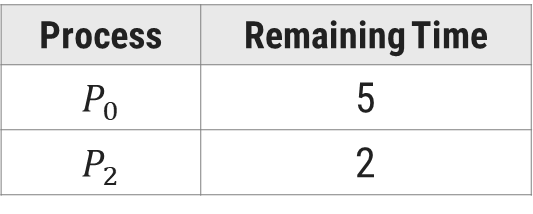 Process Remaining Time
P₀ 5
P₂ 2